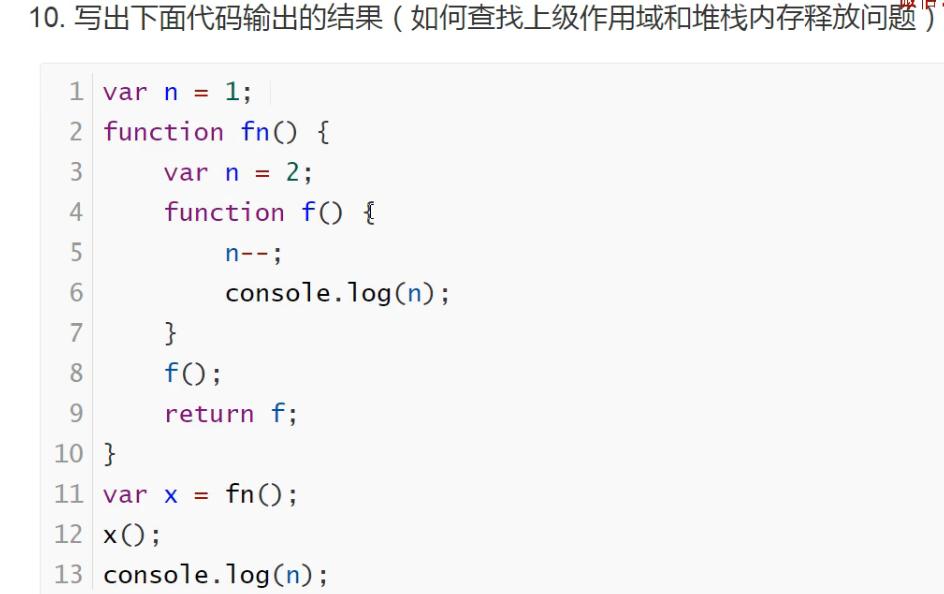 10. 写出下面代码输出的结果（如何查找上级作用域和堆栈内存释放问题）
1 var n = 1;
2 function fn() {
3 var n = 2;
4 function f() {
5 n--;
6 console.log(n);
7 }
8 f();
9 return f;
10 }
11 var x = fn();
12 x();
13 console.log(n);